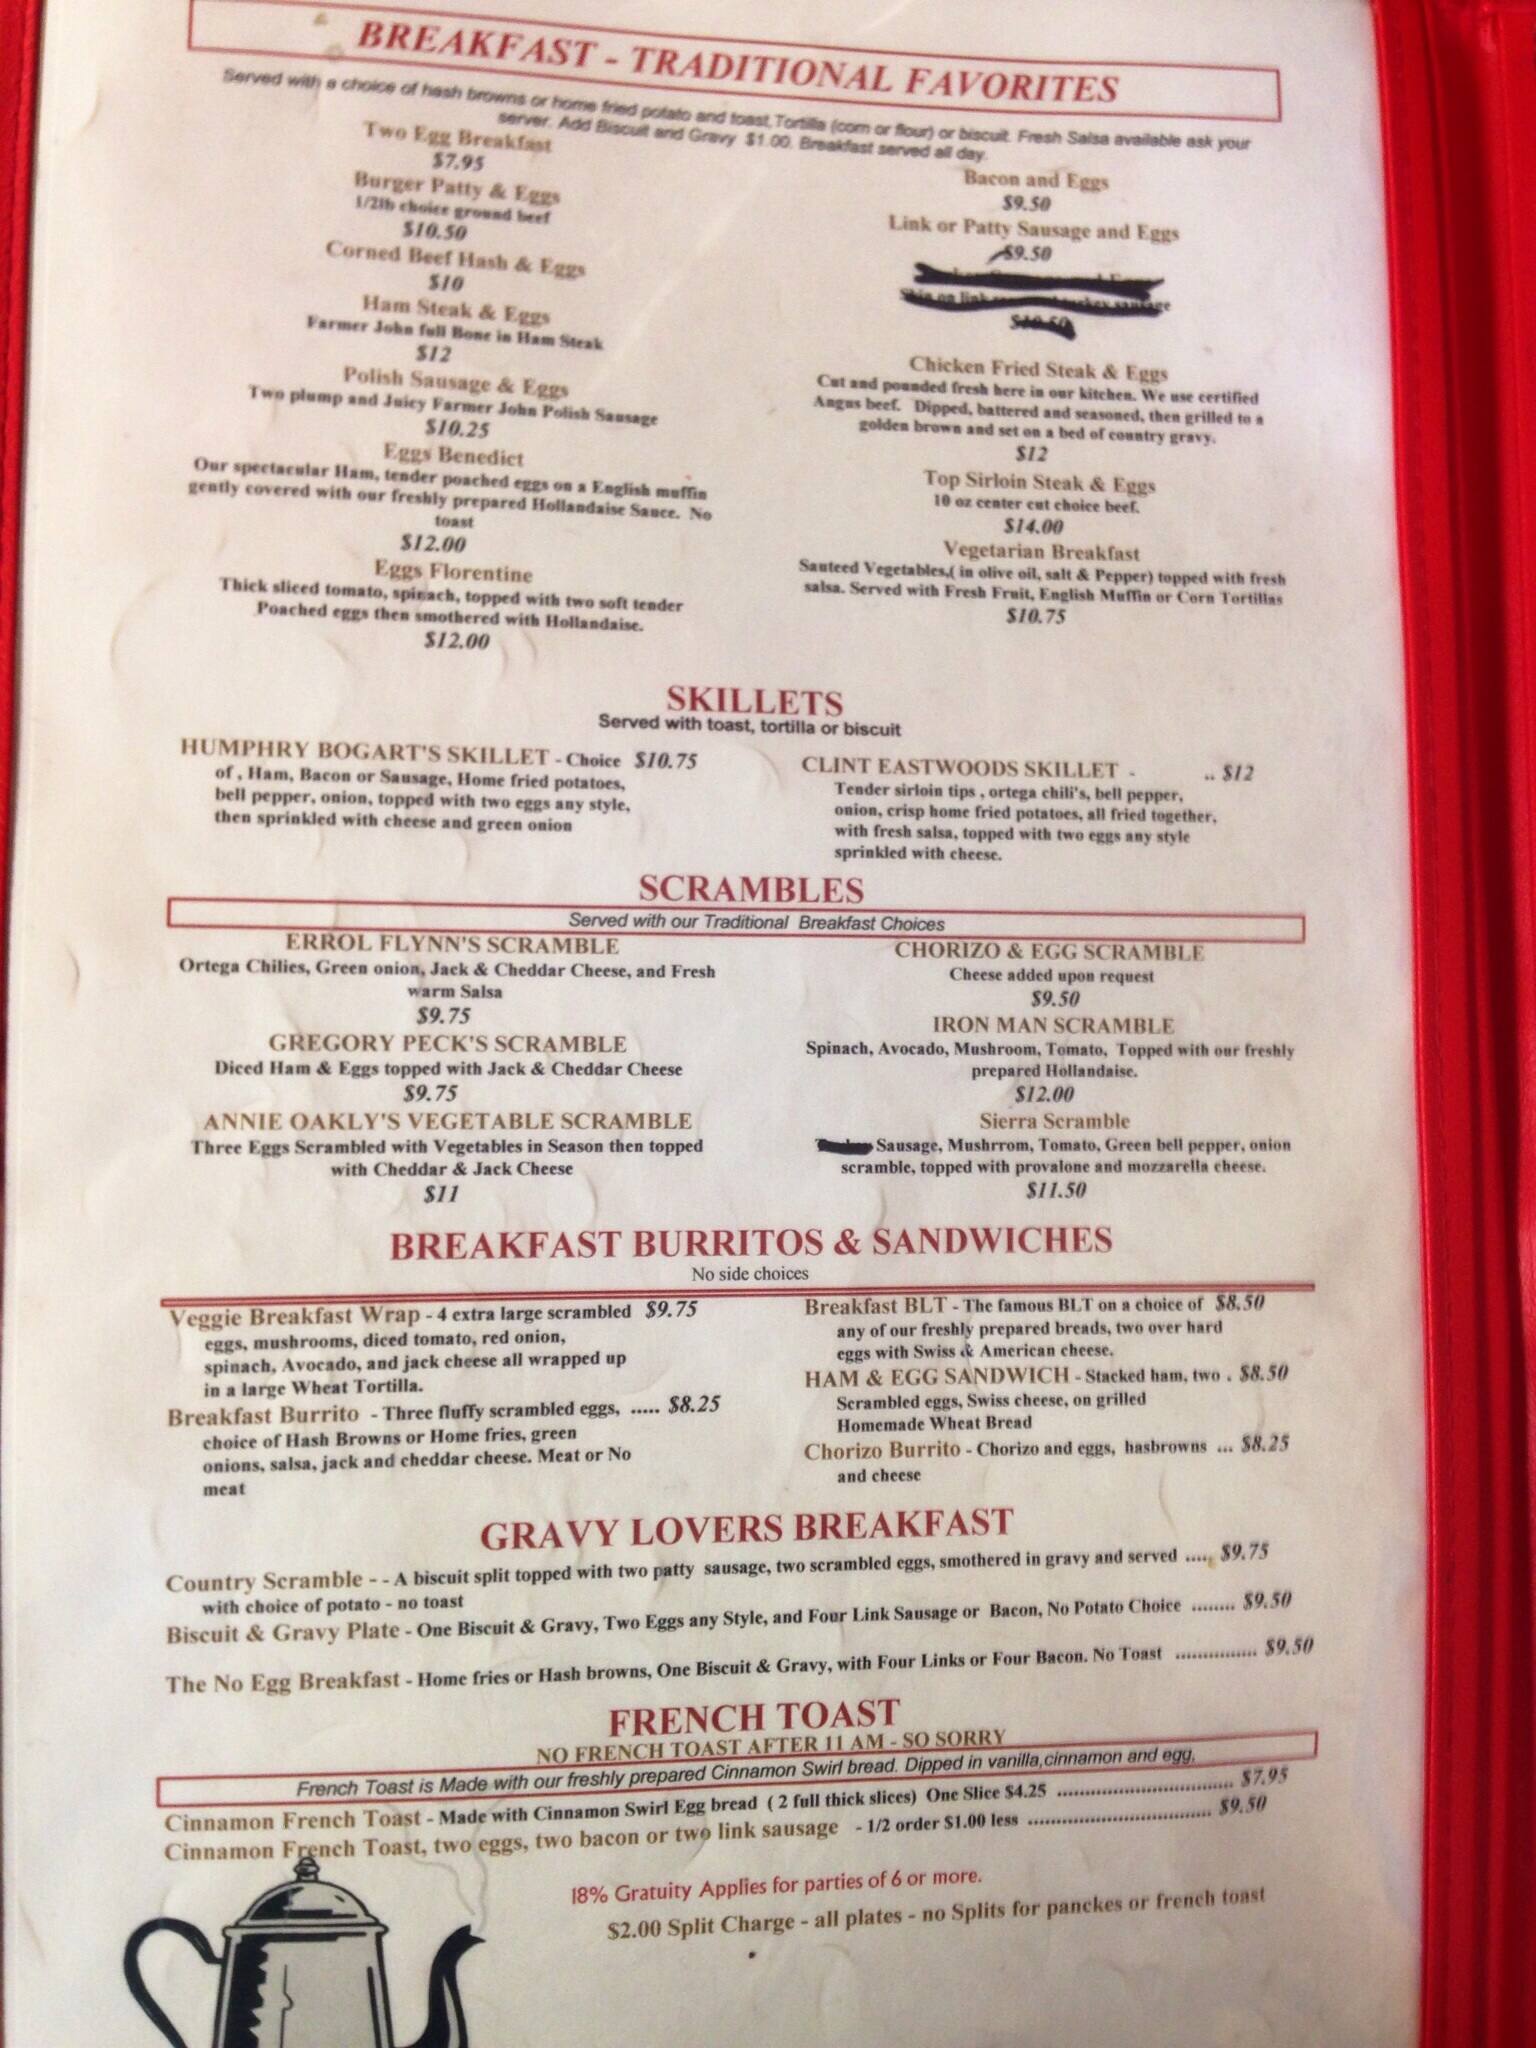 BREAKFAST - TRADITIONAL FAVORITES
Served with a choice of hash browns or home fried potato and toast, Tortilla (corn or flour) or biscuit. Fresh Salsa available ask your
server. Add Biscuit and Gravy $1.00. Breakfast served all day.
Two Egg Breakfast
$7.95
Burger Patty & Eggs
1/2lb choice ground beef
$10.50
Corned Beef Hash & Eggs
$10
Ham Steak & Eggs
Farmer John full Bone in Ham Steak
$12
Polish Sausage & Eggs
Two plump and Juicy Farmer John Polish Sausage
$10.25
Eggs Benedict
Our spectacular Ham, tender poached eggs on a English muffin
gently covered with our freshly prepared Hollandaise Sauce. No
toast
$12.00
Eggs Florentine
Thick sliced tomato, spinach, topped with two soft tender
Poached eggs then smothered with Hollandaise.
$12.00
Bacon and Eggs
$9.50
Link or Patty Sausage and Eggs
$9.50
Chicken Fried Steak & Eggs
Cut and pounded fresh here in our kitchen. We use certified
Angus beef. Dipped, battered and seasoned, then grilled to a
golden brown and set on a bed of country gravy.
$12
Top Sirloin Steak & Eggs
10 oz center cut choice beef.
$14.00
Vegetarian Breakfast
Sauteed Vegetables,( in olive oil, salt & Pepper) topped with fresh
salsa. Served with Fresh Fruit, English Muffin or Corn Tortillas
$10.75
SKILLETS
Served with toast, tortilla or biscuit
HUMPHRY BOGART'S SKILLET - Choice $10.75
of , Ham, Bacon or Sausage, Home fried potatoes,
bell pepper, onion, topped with two eggs any style,
then sprinkled with cheese and green onion
CLINT EASTWOODS SKILLET - .. $12
Tender sirloin tips , ortega chili's, bell pepper,
onion, crisp home fried potatoes, all fried together,
with fresh salsa, topped with two eggs any style
sprinkled with cheese.
SCRAMBLES
Served with our Traditional Breakfast Choices
ERROL FLYNN'S SCRAMBLE
Ortega Chilies, Green onion, Jack & Cheddar Cheese, and Fresh
warm Salsa
$9.75
GREGORY PECK'S SCRAMBLE
Diced Ham & Eggs topped with Jack & Cheddar Cheese
$9.75
ANNIE OAKLY'S VEGETABLE SCRAMBLE
Three Eggs Scrambled with Vegetables in Season then topped
with Cheddar & Jack Cheese
$11
CHORIZO & EGG SCRAMBLE
Cheese added upon request
$9.50
IRON MAN SCRAMBLE
Spinach, Avocado, Mushroom, Tomato, Topped with our freshly
prepared Hollandaise.
$12.00
Sierra Scramble
Sausage, Mushrrom, Tomato, Green bell pepper, onion
scramble, topped with provalone and mozzarella cheese.
$11.50
BREAKFAST BURRITOS & SANDWICHES
No side choices
Veggie Breakfast Wrap - 4 extra large scrambled $9.75
eggs, mushrooms, diced tomato, red onion,
spinach, Avocado, and jack cheese all wrapped up
in a large Wheat Tortilla.
Breakfast Burrito - Three fluffy scrambled eggs, ..... $8.25
choice of Hash Browns or Home fries, green
onions, salsa, jack and cheddar cheese. Meat or No
meat
Breakfast BLT - The famous BLT on a choice of $8.50
any of our freshly prepared breads, two over hard
eggs with Swiss & American cheese.
HAM & EGG SANDWICH - Stacked ham, two . $8.50
Scrambled eggs, Swiss cheese, on grilled
Homemade Wheat Bread
Chorizo Burrito - Chorizo and eggs, hasbrowns ... $8.25
and cheese
GRAVY LOVERS BREAKFAST
Country Scramble - - A biscuit split topped with two patty sausage, two scrambled eggs, smothered in gravy and served ..... $9.75
with choice of potato - no toast
Biscuit & Gravy Plate - One Biscuit & Gravy, Two Eggs any Style, and Four Link Sausage or Bacon, No Potato Choice ........ $9.50
The No Egg Breakfast - Home fries or Hash browns, One Biscuit & Gravy, with Four Links or Four Bacon. No Toast ............... $9.50
FRENCH TOAST
NO FRENCH TOAST AFTER 11 AM - SO SORRY
French Toast is Made with our freshly prepared Cinnamon Swirl bread. Dipped in vanilla,cinnamon and egg,
Cinnamon French Toast - Made with Cinnamon Swirl Egg bread ( 2 full thick slices) One Slice $4.25 ................................ $7.95
Cinnamon French Toast, two eggs, two bacon or two link sausage - 1/2 order $1.00 less ................................. $9.50
18% Gratuity Applies for parties of 6 or more.
$2.00 Split Charge - all plates - no Splits for panckes or french toast